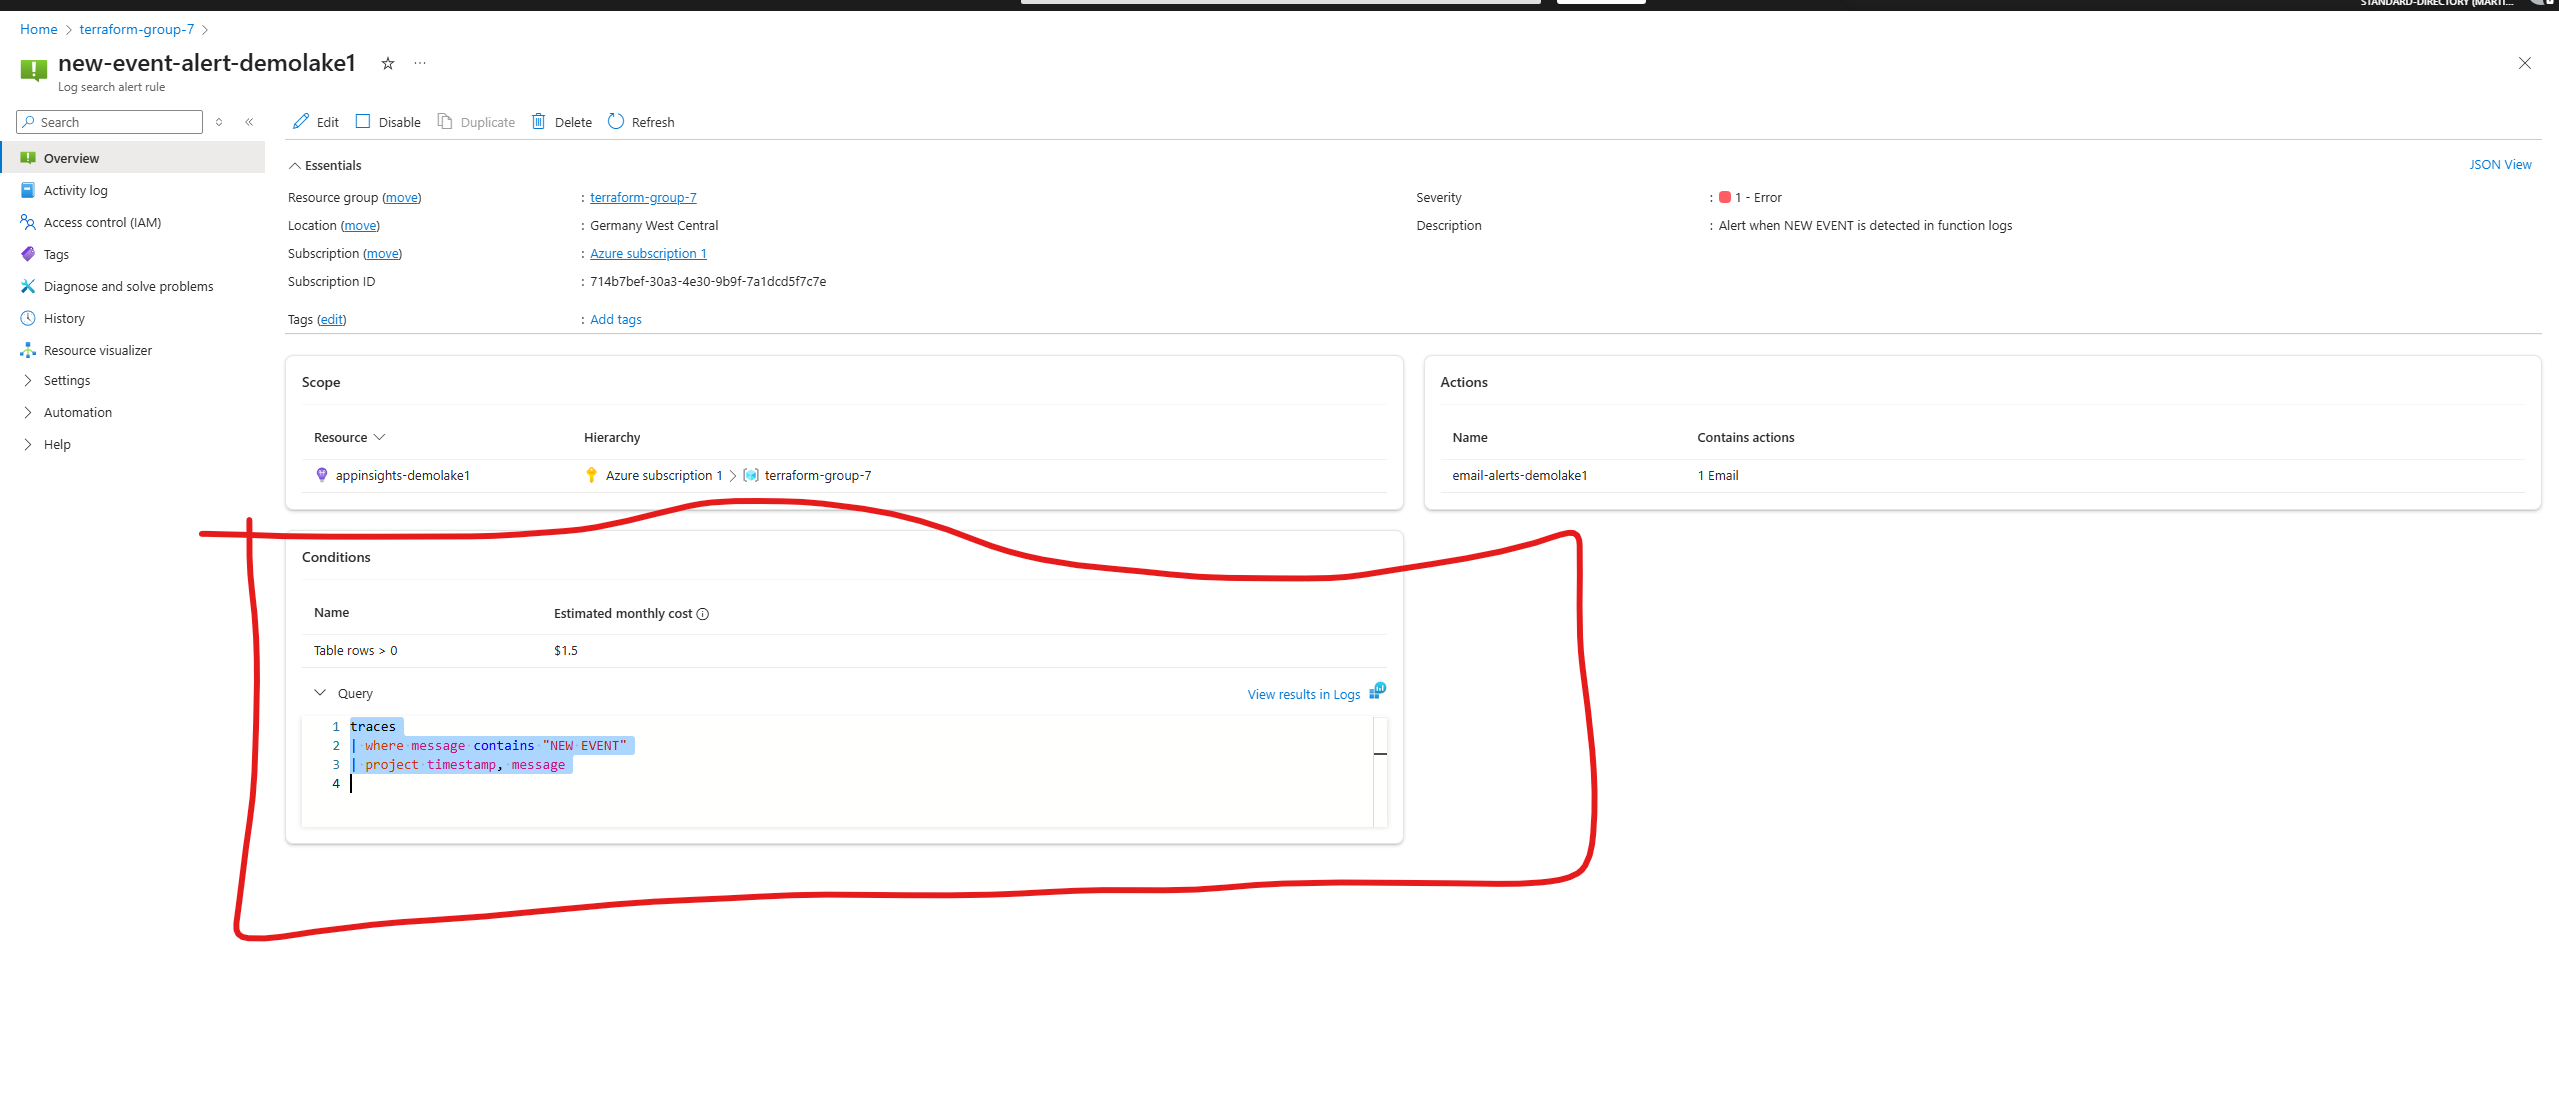 STANDARD-DIRECTORY (MARTI...
Home > terraform-group-7 >
new-event-alert-demolake1
Log search alert rule
Search
Edit Disable Duplicate Delete Refresh
Overview
Activity log
Access control (IAM)
Tags
Diagnose and solve problems
History
Resource visualizer
Settings
Automation
Help
Essentials
JSON View
Resource group (move) : terraform-group-7
Location (move) : Germany West Central
Subscription (move) : Azure subscription 1
Subscription ID : 714b7bef-30a3-4e30-9b9f-7a1dcd5f7c7e
Tags (edit) : Add tags
Severity : 1 - Error
Description : Alert when NEW EVENT is detected in function logs
Scope
Resource Hierarchy
appinsights-demolake1 Azure subscription 1 > terraform-group-7
Actions
Name Contains actions
email-alerts-demolake1 1 Email
Conditions
Name Estimated monthly cost
Table rows > 0 $1.5
Query View results in Logs
1 traces
2 | where message contains "NEW EVENT"
3 | project timestamp, message
4